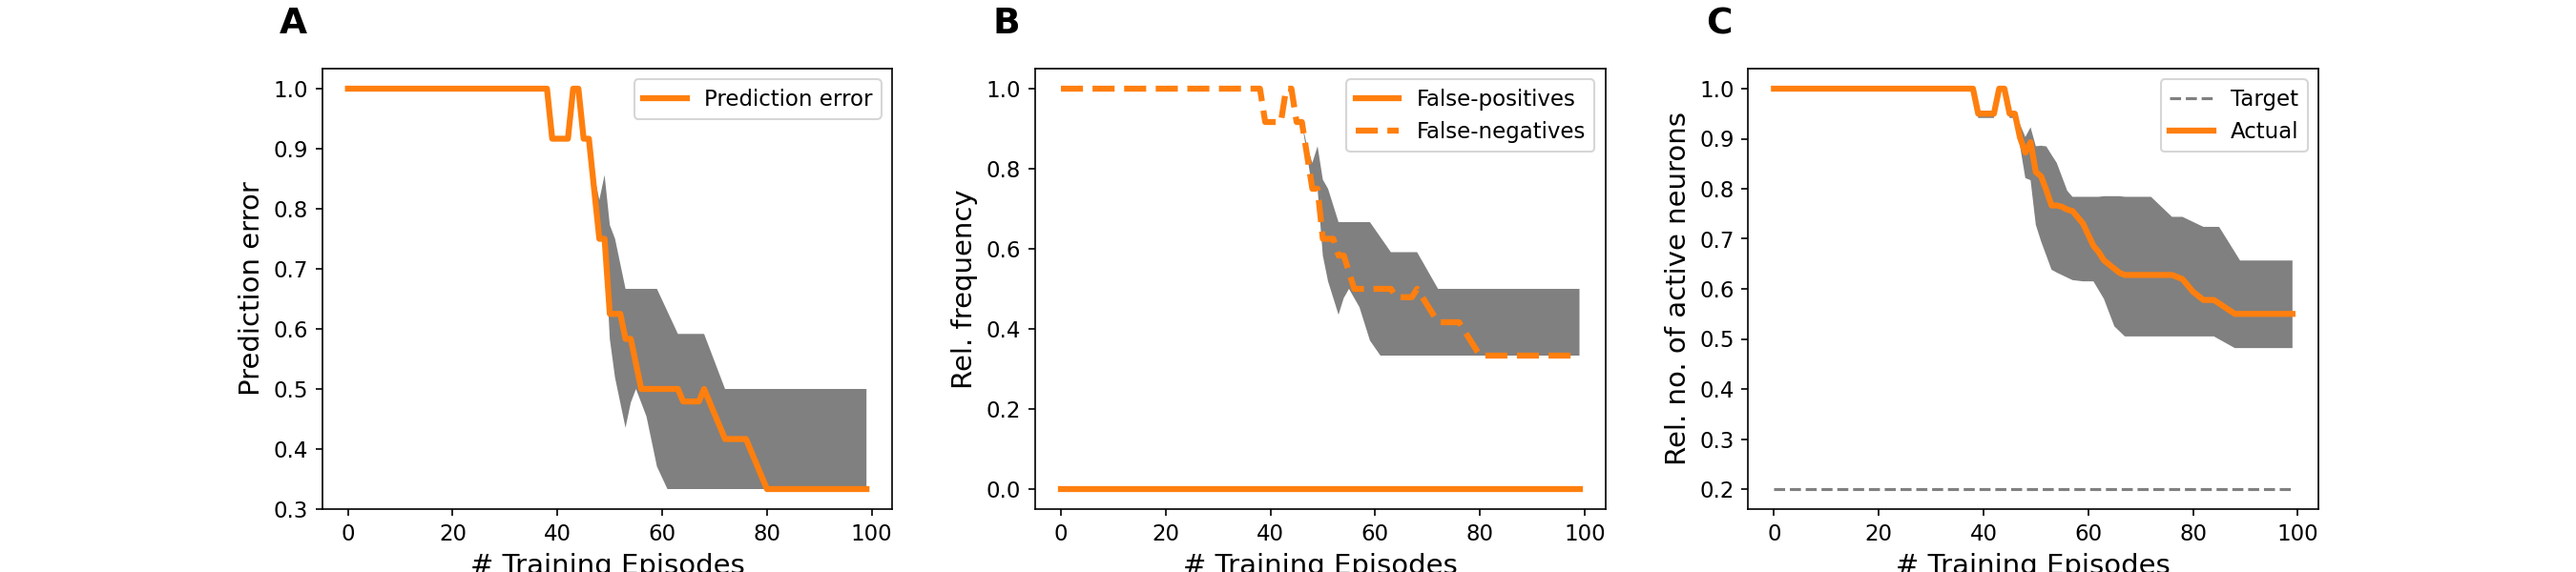 A
Prediction error
1.0
0.9
0.8
0.7
0.6
0.5
0.4
0.3
Prediction error
0
20
40
60
80
100
# Training Episodes
B
Rel. frequency
1.0
0.8
0.6
0.4
0.2
0.0
False-positives
False-negatives
0
20
40
60
80
100
# Training Episodes
C
Rel. no. of active neurons
1.0
0.9
0.8
0.7
0.6
0.5
0.4
0.3
0.2
Target
Actual
0
20
40
60
80
100
# Training Episodes